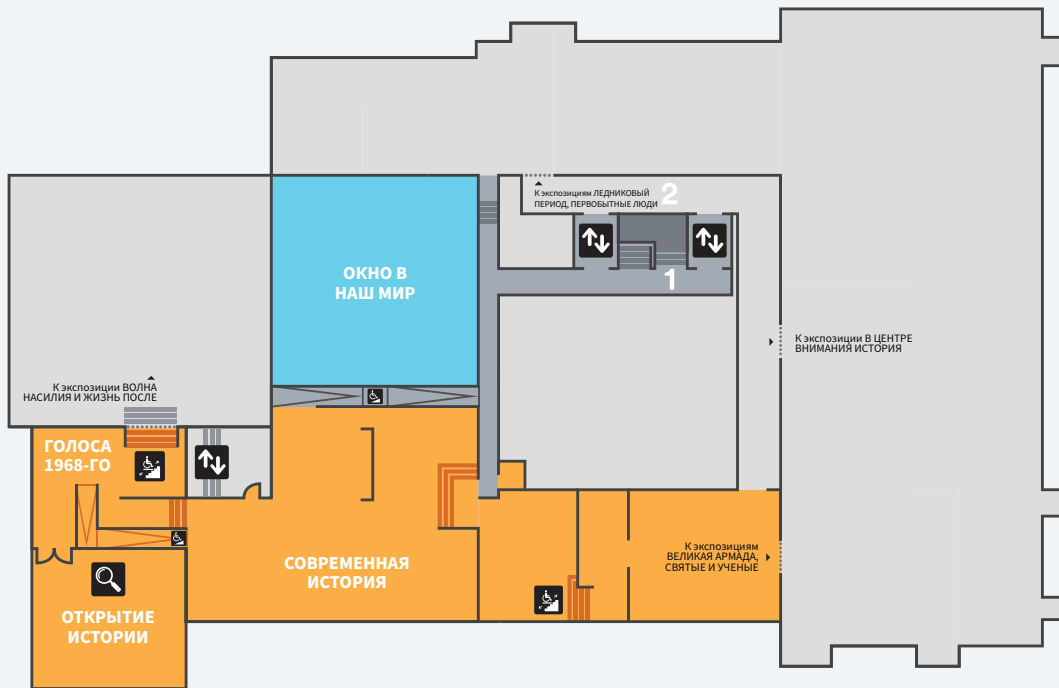 К экспозициям ЛЕДНИКОВЫЙ
ПЕРИОД, ПЕРВОБЫТНЫЕ ЛЮДИ
2
1
ОКНО В
НАШ МИР
К экспозиции В ЦЕНТРЕ
ВНИМАНИЯ ИСТОРИЯ
К экспозиции ВОЛНА
НАСИЛИЯ И ЖИЗНЬ ПОСЛЕ
ГОЛОСА
1968-ГО
СОВРЕМЕННАЯ
ИСТОРИЯ
К экспозициям
ВЕЛИКАЯ АРМАДА,
СВЯТЫЕ И УЧЕНЫЕ
ОТКРЫТИЕ
ИСТОРИИ